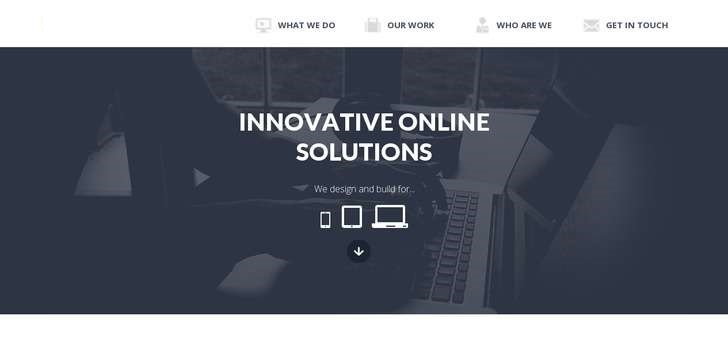 WHAT WE DO
OUR WORK
WHO ARE WE
GET IN TOUCH
INNOVATIVE ONLINE
SOLUTIONS
We design and build for...